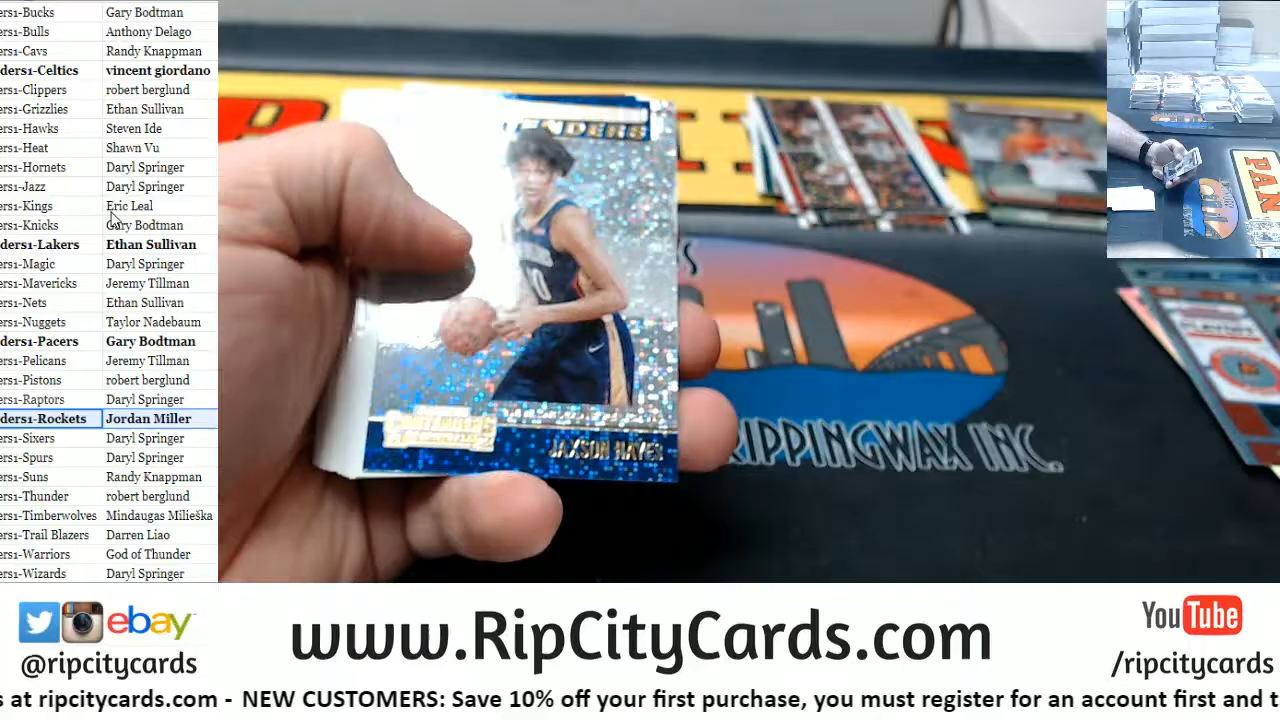 ers1-Bucks Gary Bodtman
ers1-Bulls Anthony Delago
ers1-Cavs Randy Knappman
ders1-Celtics vincent giordano
ers1-Clippers robert berglund
ers1-Grizzlies Ethan Sullivan
ers1-Hawks Steven Ide
ers1-Heat Shawn Vu
ers1-Hornets Daryl Springer
ers1-Jazz Daryl Springer
ers1-Kings Eric Leal
ers1-Knicks Gary Bodtman
ders1-Lakers Ethan Sullivan
ers1-Magic Daryl Springer
ers1-Mavericks Jeremy Tillman
ers1-Nets Ethan Sullivan
ers1-Nuggets Taylor Nadebaum
ders1-Pacers Gary Bodtman
ers1-Pelicans Jeremy Tillman
ers1-Pistons robert berglund
ers1-Raptors Daryl Springer
ders1-Rockets Jordan Miller
ers1-Sixers Daryl Springer
ers1-Spurs Daryl Springer
ers1-Suns Randy Knappman
ers1-Thunder robert berglund
ers1-Timberwolves Mindaugas Milieška
ers1-Trail Blazers Darren Liao
ers1-Warriors God of Thunder
ers1-Wizards Daryl Springer
ENDERS
10
JAXSON HAYES
RIPPINGWAX INC.
PANI
ebay
@ripcitycards
www.RipCityCards.com
YouTube
/ripcitycards
s at ripcitycards.com - NEW CUSTOMERS: Save 10% off your first purchase, you must register for an account first and t